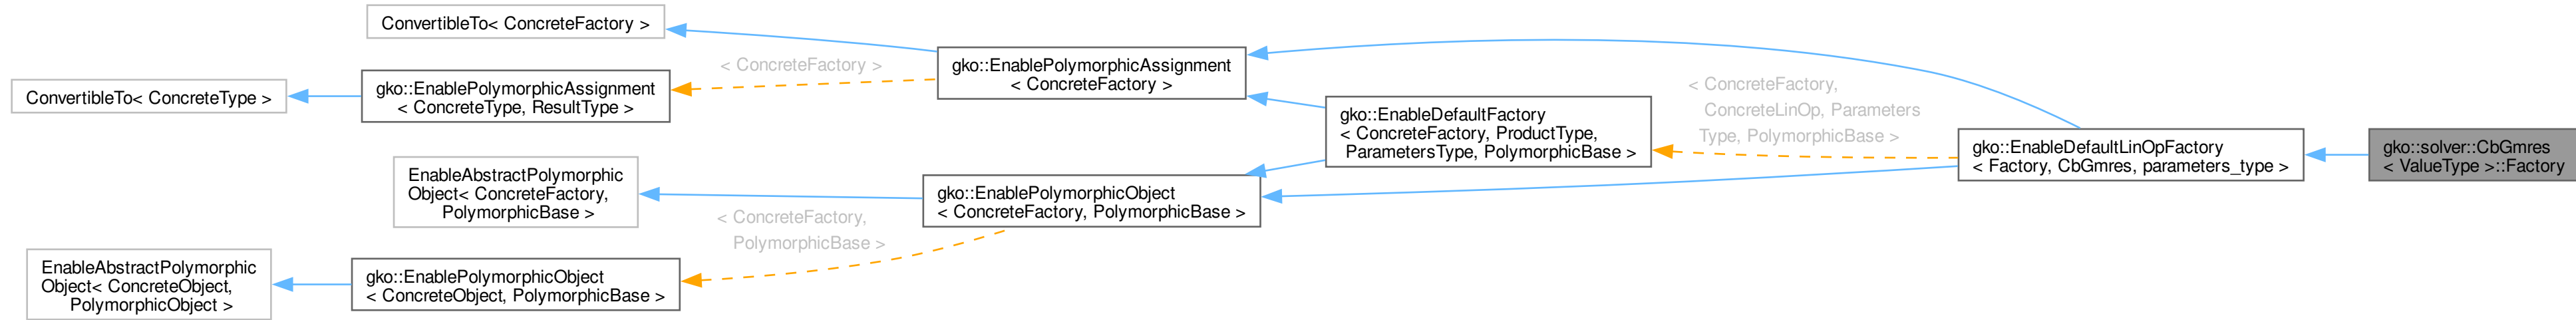 ConvertibleTo< ConcreteFactory >
ConvertibleTo< ConcreteType >
gko::EnablePolymorphicAssignment
< ConcreteType, ResultType >
< ConcreteFactory >
gko::EnablePolymorphicAssignment
< ConcreteFactory >
EnableAbstractPolymorphic
Object< ConcreteFactory,
PolymorphicBase >
EnableAbstractPolymorphic
Object< ConcreteObject,
PolymorphicObject >
gko::EnablePolymorphicObject
< ConcreteObject, PolymorphicBase >
< ConcreteFactory,
PolymorphicBase >
gko::EnablePolymorphicObject
< ConcreteFactory, PolymorphicBase >
gko::EnableDefaultFactory
< ConcreteFactory, ProductType,
ParametersType, PolymorphicBase >
< ConcreteFactory,
ConcreteLinOp, Parameters
Type, PolymorphicBase >
gko::EnableDefaultLinOpFactory
< Factory, CbGmres, parameters_type >
gko::solver::CbGmres
< ValueType >::Factory